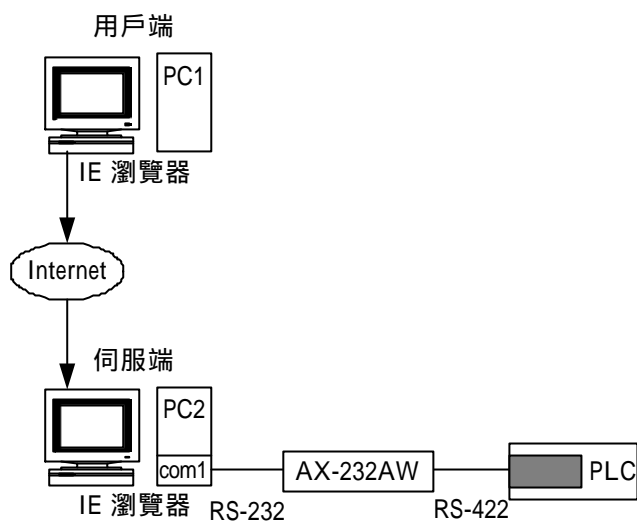 用戶端
PC1
IE 瀏覽器
Internet
伺服端
PC2
com1
AX-232AW
PLC
IE 瀏覽器
RS-232
RS-422